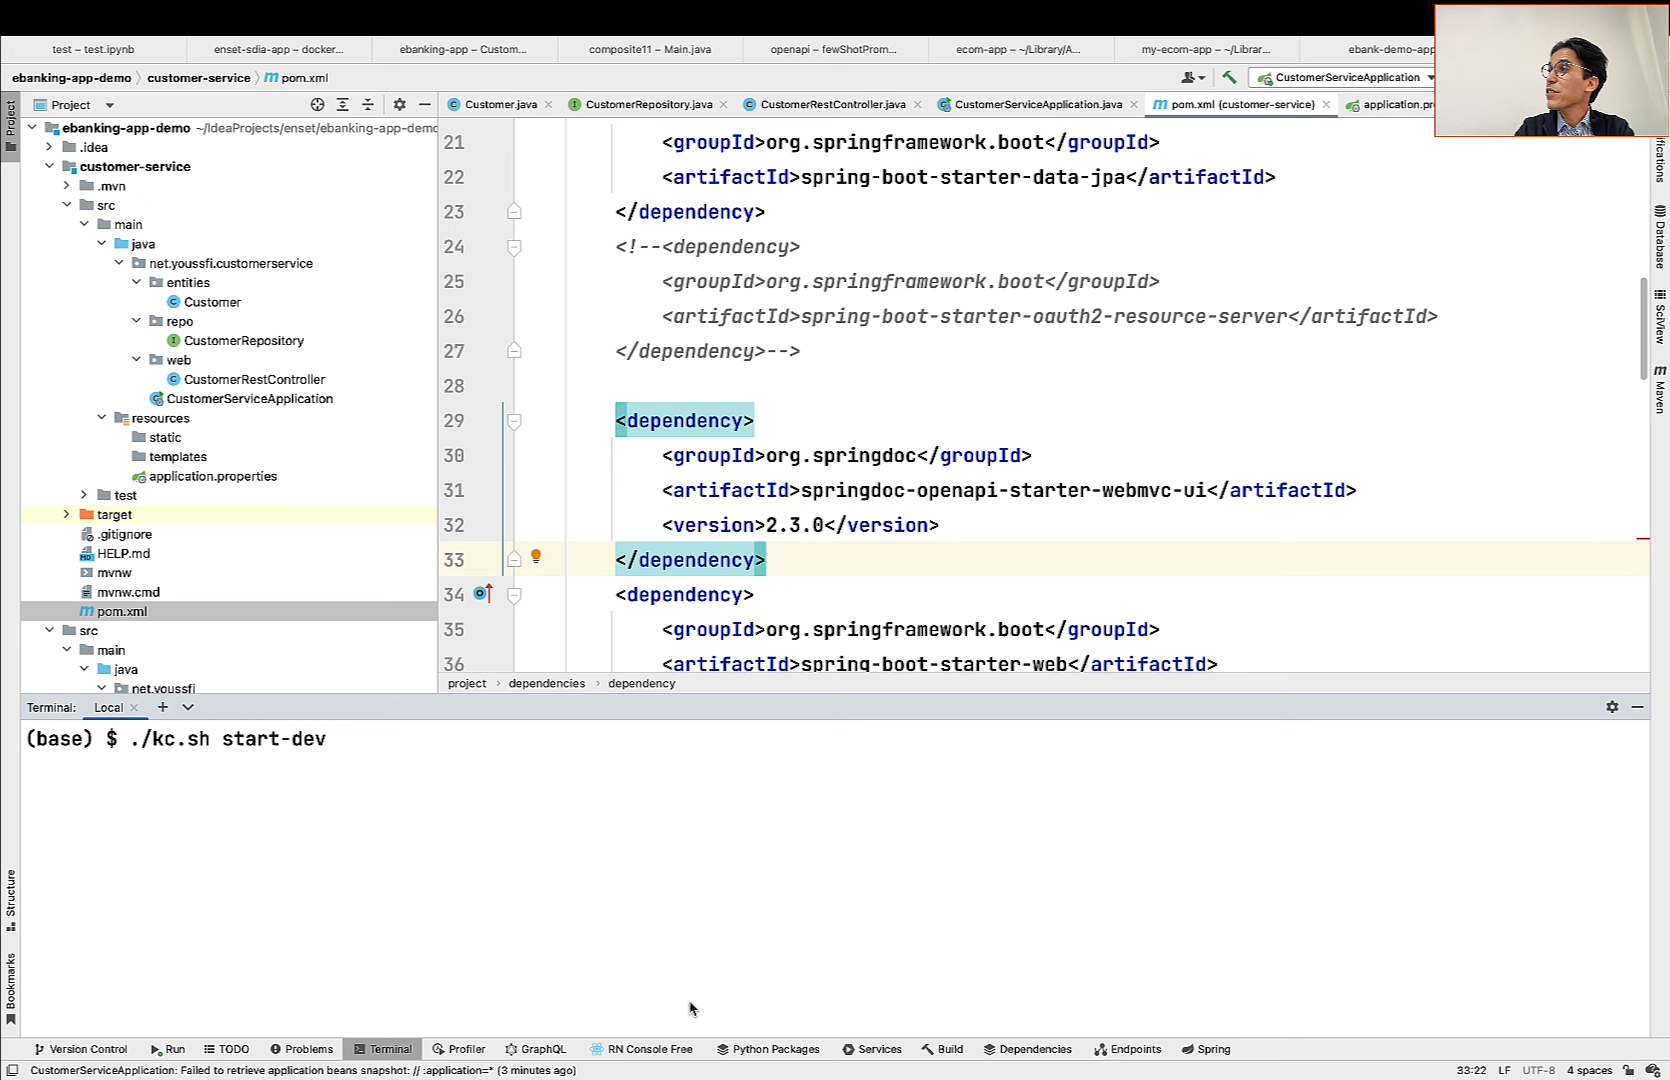 test – test.ipynb
enset-sdia-app – docker...
ebanking-app – Custom...
composite11 – Main.java
openapi – fewShotProm...
ecom-app – ~/Library/A...
my-ecom-app – ~/Librar...
ebank-demo-app
ebanking-app-demo customer-service pom.xml
CustomerServiceApplication
Project
Customer.java
CustomerRepository.java
CustomerRestController.java
CustomerServiceApplication.java
pom.xml (customer-service)
application.pr
Project
ebanking-app-demo ~/IdeaProjects/enset/ebanking-app-demo
.idea
customer-service
.mvn
src
main
java
net.youssfi.customerservice
entities
Customer
repo
CustomerRepository
web
CustomerRestController
CustomerServiceApplication
resources
static
templates
application.properties
test
target
.gitignore
HELP.md
mvnw
mvnw.cmd
pom.xml
src
main
java
net.youssfi
21 <groupId>org.springframework.boot</groupId>
22 <artifactId>spring-boot-starter-data-jpa</artifactId>
23 </dependency>
24 <!--<dependency>
25 <groupId>org.springframework.boot</groupId>
26 <artifactId>spring-boot-starter-oauth2-resource-server</artifactId>
27 </dependency>-->
28
29 <dependency>
30 <groupId>org.springdoc</groupId>
31 <artifactId>springdoc-openapi-starter-webmvc-ui</artifactId>
32 <version>2.3.0</version>
33 </dependency>
34 <dependency>
35 <groupId>org.springframework.boot</groupId>
36 <artifactId>spring-boot-starter-web</artifactId>
project dependencies dependency
Database
SciView
Maven
Terminal: Local
(base) $ ./kc.sh start-dev
Structure
Bookmarks
Version Control Run TODO Problems Terminal Profiler GraphQL RN Console Free Python Packages Services Build Dependencies Endpoints Spring
CustomerServiceApplication: Failed to retrieve application beans snapshot: // :application=* (3 minutes ago)
33:22 LF UTF-8 4 spaces